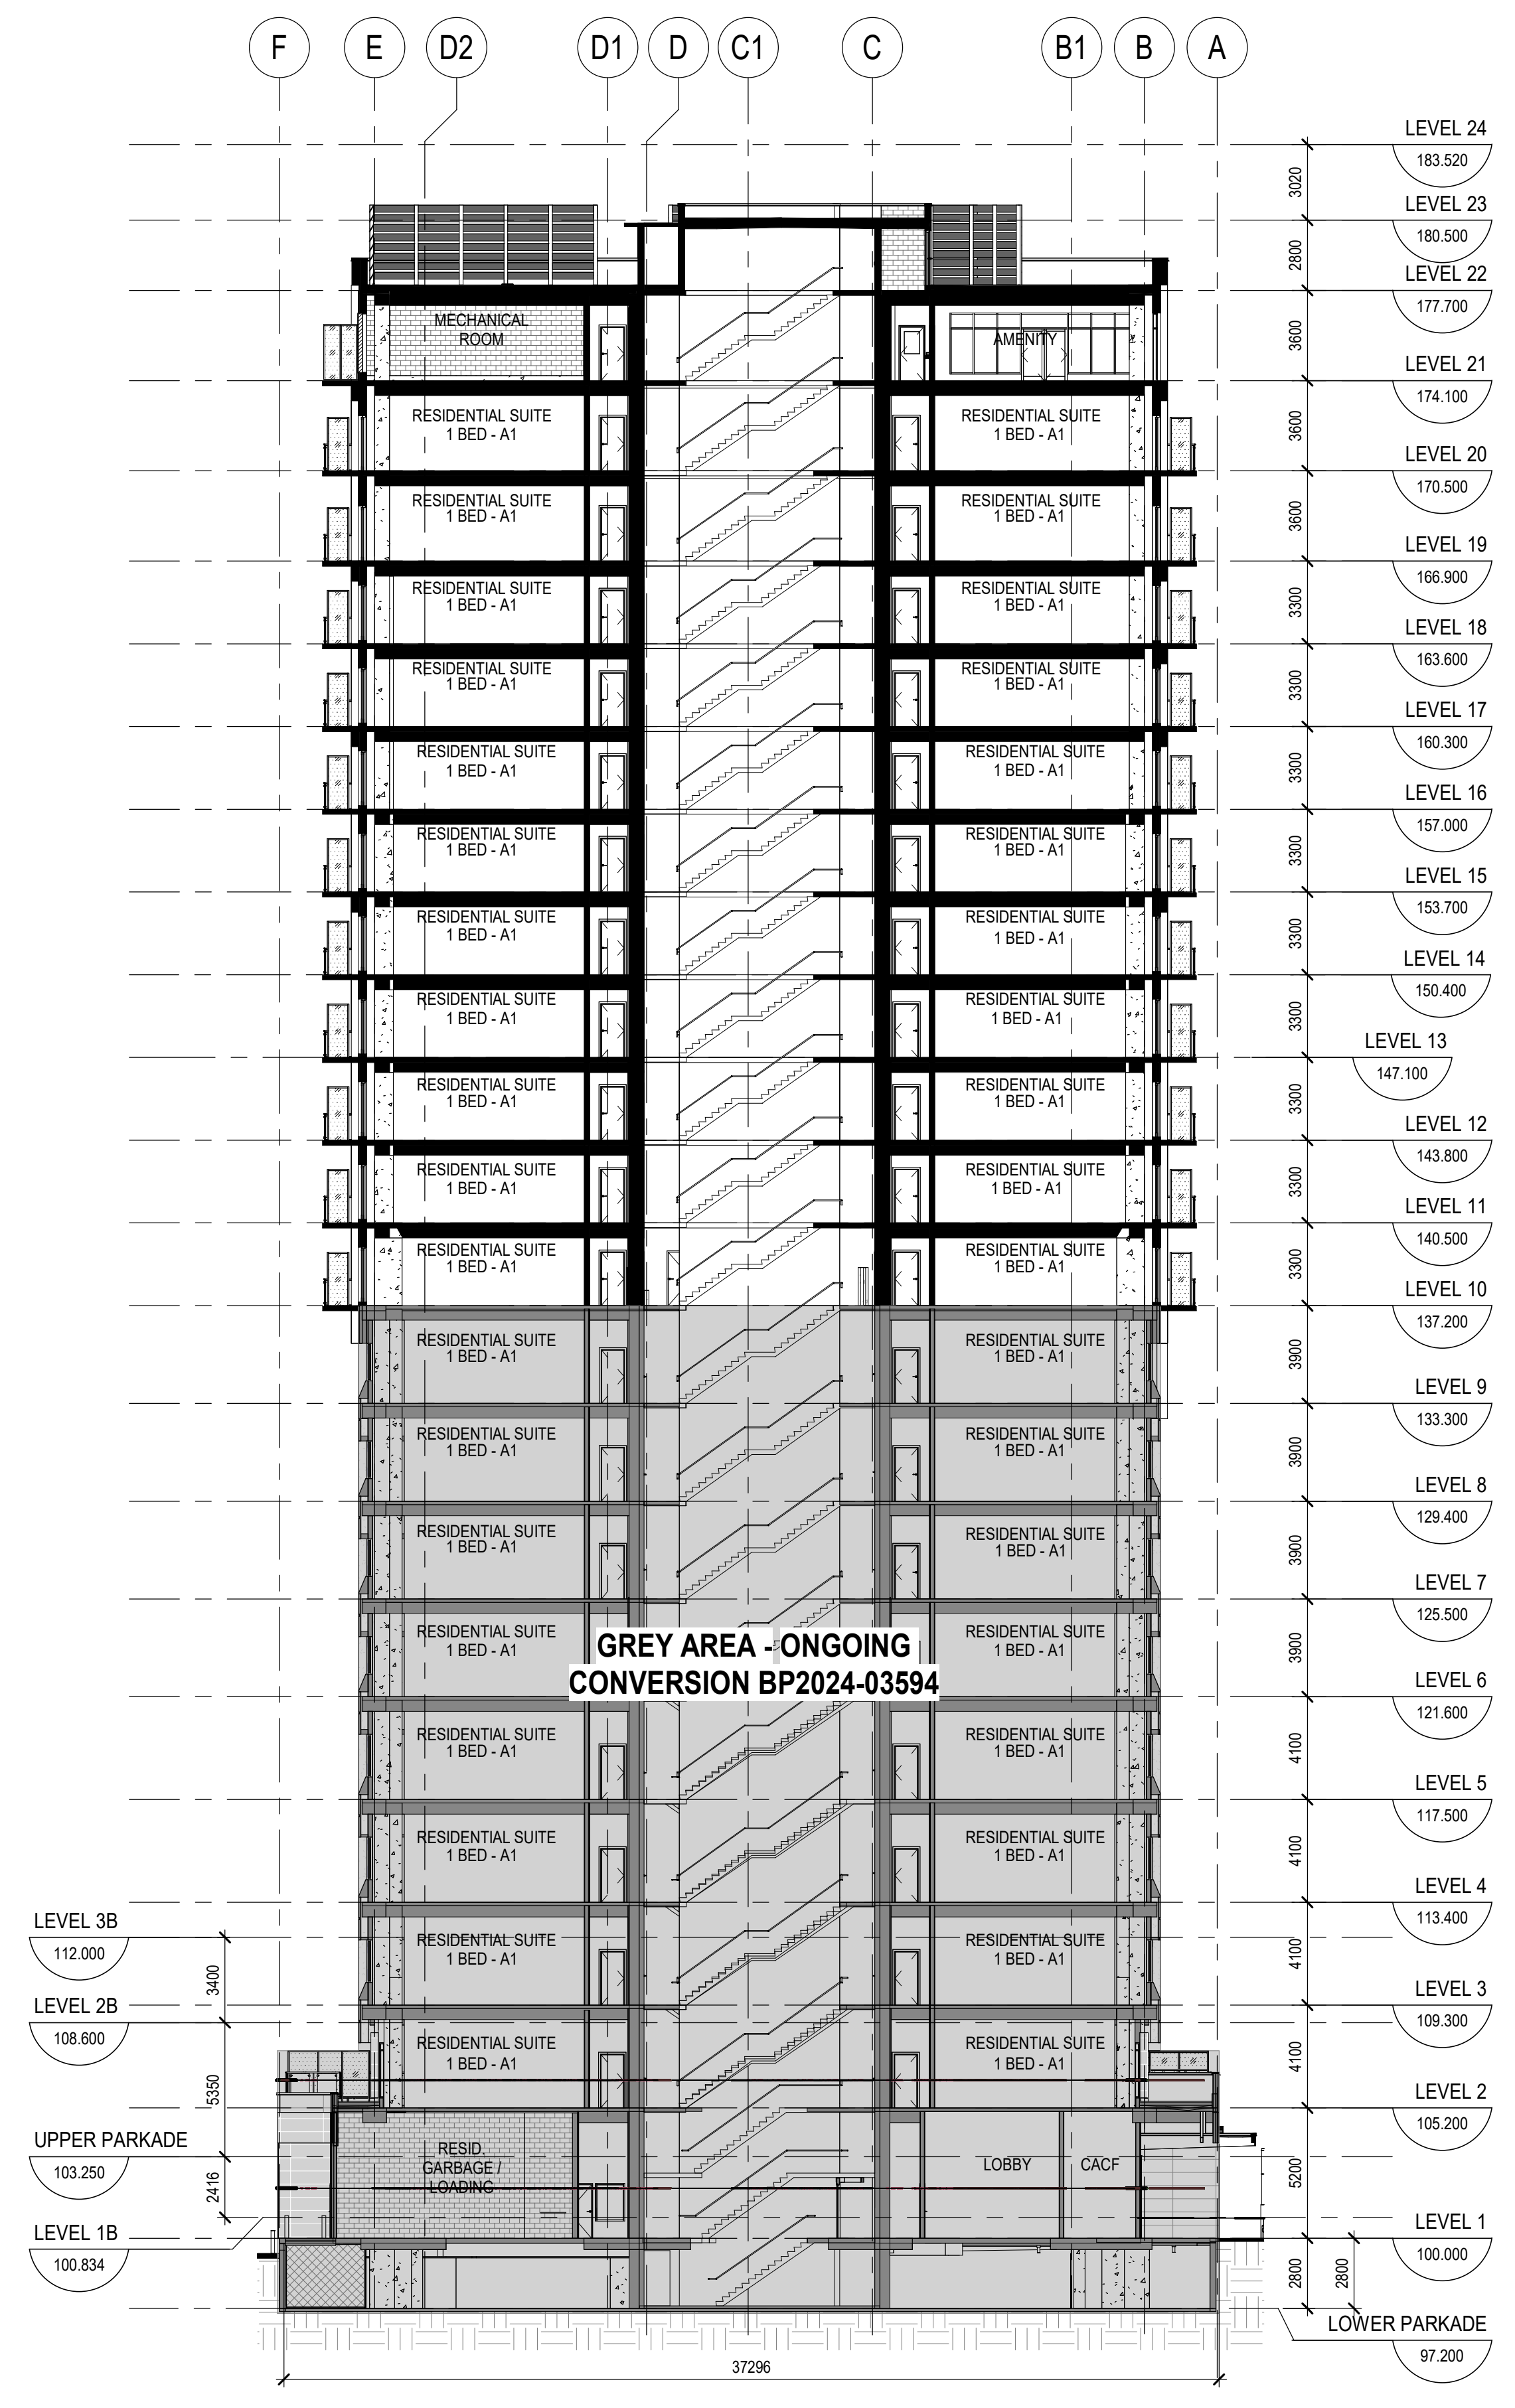 F E D2 D1 D C1 C B1 B A
LEVEL 24
183.520
3020
LEVEL 23
180.500
2800
LEVEL 22
177.700
MECHANICAL
ROOM
AMENITY
3600
LEVEL 21
174.100
RESIDENTIAL SUITE
1 BED - A1
RESIDENTIAL SUITE
1 BED - A1
3600
LEVEL 20
170.500
RESIDENTIAL SUITE
1 BED - A1
RESIDENTIAL SUITE
1 BED - A1
3600
LEVEL 19
166.900
RESIDENTIAL SUITE
1 BED - A1
RESIDENTIAL SUITE
1 BED - A1
3300
LEVEL 18
163.600
RESIDENTIAL SUITE
1 BED - A1
RESIDENTIAL SUITE
1 BED - A1
3300
LEVEL 17
160.300
RESIDENTIAL SUITE
1 BED - A1
RESIDENTIAL SUITE
1 BED - A1
3300
LEVEL 16
157.000
RESIDENTIAL SUITE
1 BED - A1
RESIDENTIAL SUITE
1 BED - A1
3300
LEVEL 15
153.700
RESIDENTIAL SUITE
1 BED - A1
RESIDENTIAL SUITE
1 BED - A1
3300
LEVEL 14
150.400
RESIDENTIAL SUITE
1 BED - A1
RESIDENTIAL SUITE
1 BED - A1
3300
LEVEL 13
147.100
RESIDENTIAL SUITE
1 BED - A1
RESIDENTIAL SUITE
1 BED - A1
3300
LEVEL 12
143.800
RESIDENTIAL SUITE
1 BED - A1
RESIDENTIAL SUITE
1 BED - A1
3300
LEVEL 11
140.500
RESIDENTIAL SUITE
1 BED - A1
RESIDENTIAL SUITE
1 BED - A1
3300
LEVEL 10
137.200
RESIDENTIAL SUITE
1 BED - A1
RESIDENTIAL SUITE
1 BED - A1
3900
LEVEL 9
133.300
RESIDENTIAL SUITE
1 BED - A1
RESIDENTIAL SUITE
1 BED - A1
3900
LEVEL 8
129.400
RESIDENTIAL SUITE
1 BED - A1
RESIDENTIAL SUITE
1 BED - A1
3900
LEVEL 7
125.500
RESIDENTIAL SUITE
1 BED - A1
GREY AREA - ONGOING
CONVERSION BP2024-03594
RESIDENTIAL SUITE
1 BED - A1
3900
LEVEL 6
121.600
RESIDENTIAL SUITE
1 BED - A1
RESIDENTIAL SUITE
1 BED - A1
4100
LEVEL 5
117.500
RESIDENTIAL SUITE
1 BED - A1
RESIDENTIAL SUITE
1 BED - A1
4100
LEVEL 4
113.400
LEVEL 3B
112.000
3400
RESIDENTIAL SUITE
1 BED - A1
RESIDENTIAL SUITE
1 BED - A1
4100
LEVEL 3
109.300
LEVEL 2B
108.600
5350
RESIDENTIAL SUITE
1 BED - A1
RESIDENTIAL SUITE
1 BED - A1
4100
LEVEL 2
105.200
UPPER PARKADE
103.250
2416
RESID.
GARBAGE /
LOADING
LOBBY
CACF
5200
LEVEL 1B
100.834
LEVEL 1
100.000
2800
2800
LOWER PARKADE
97.200
37296